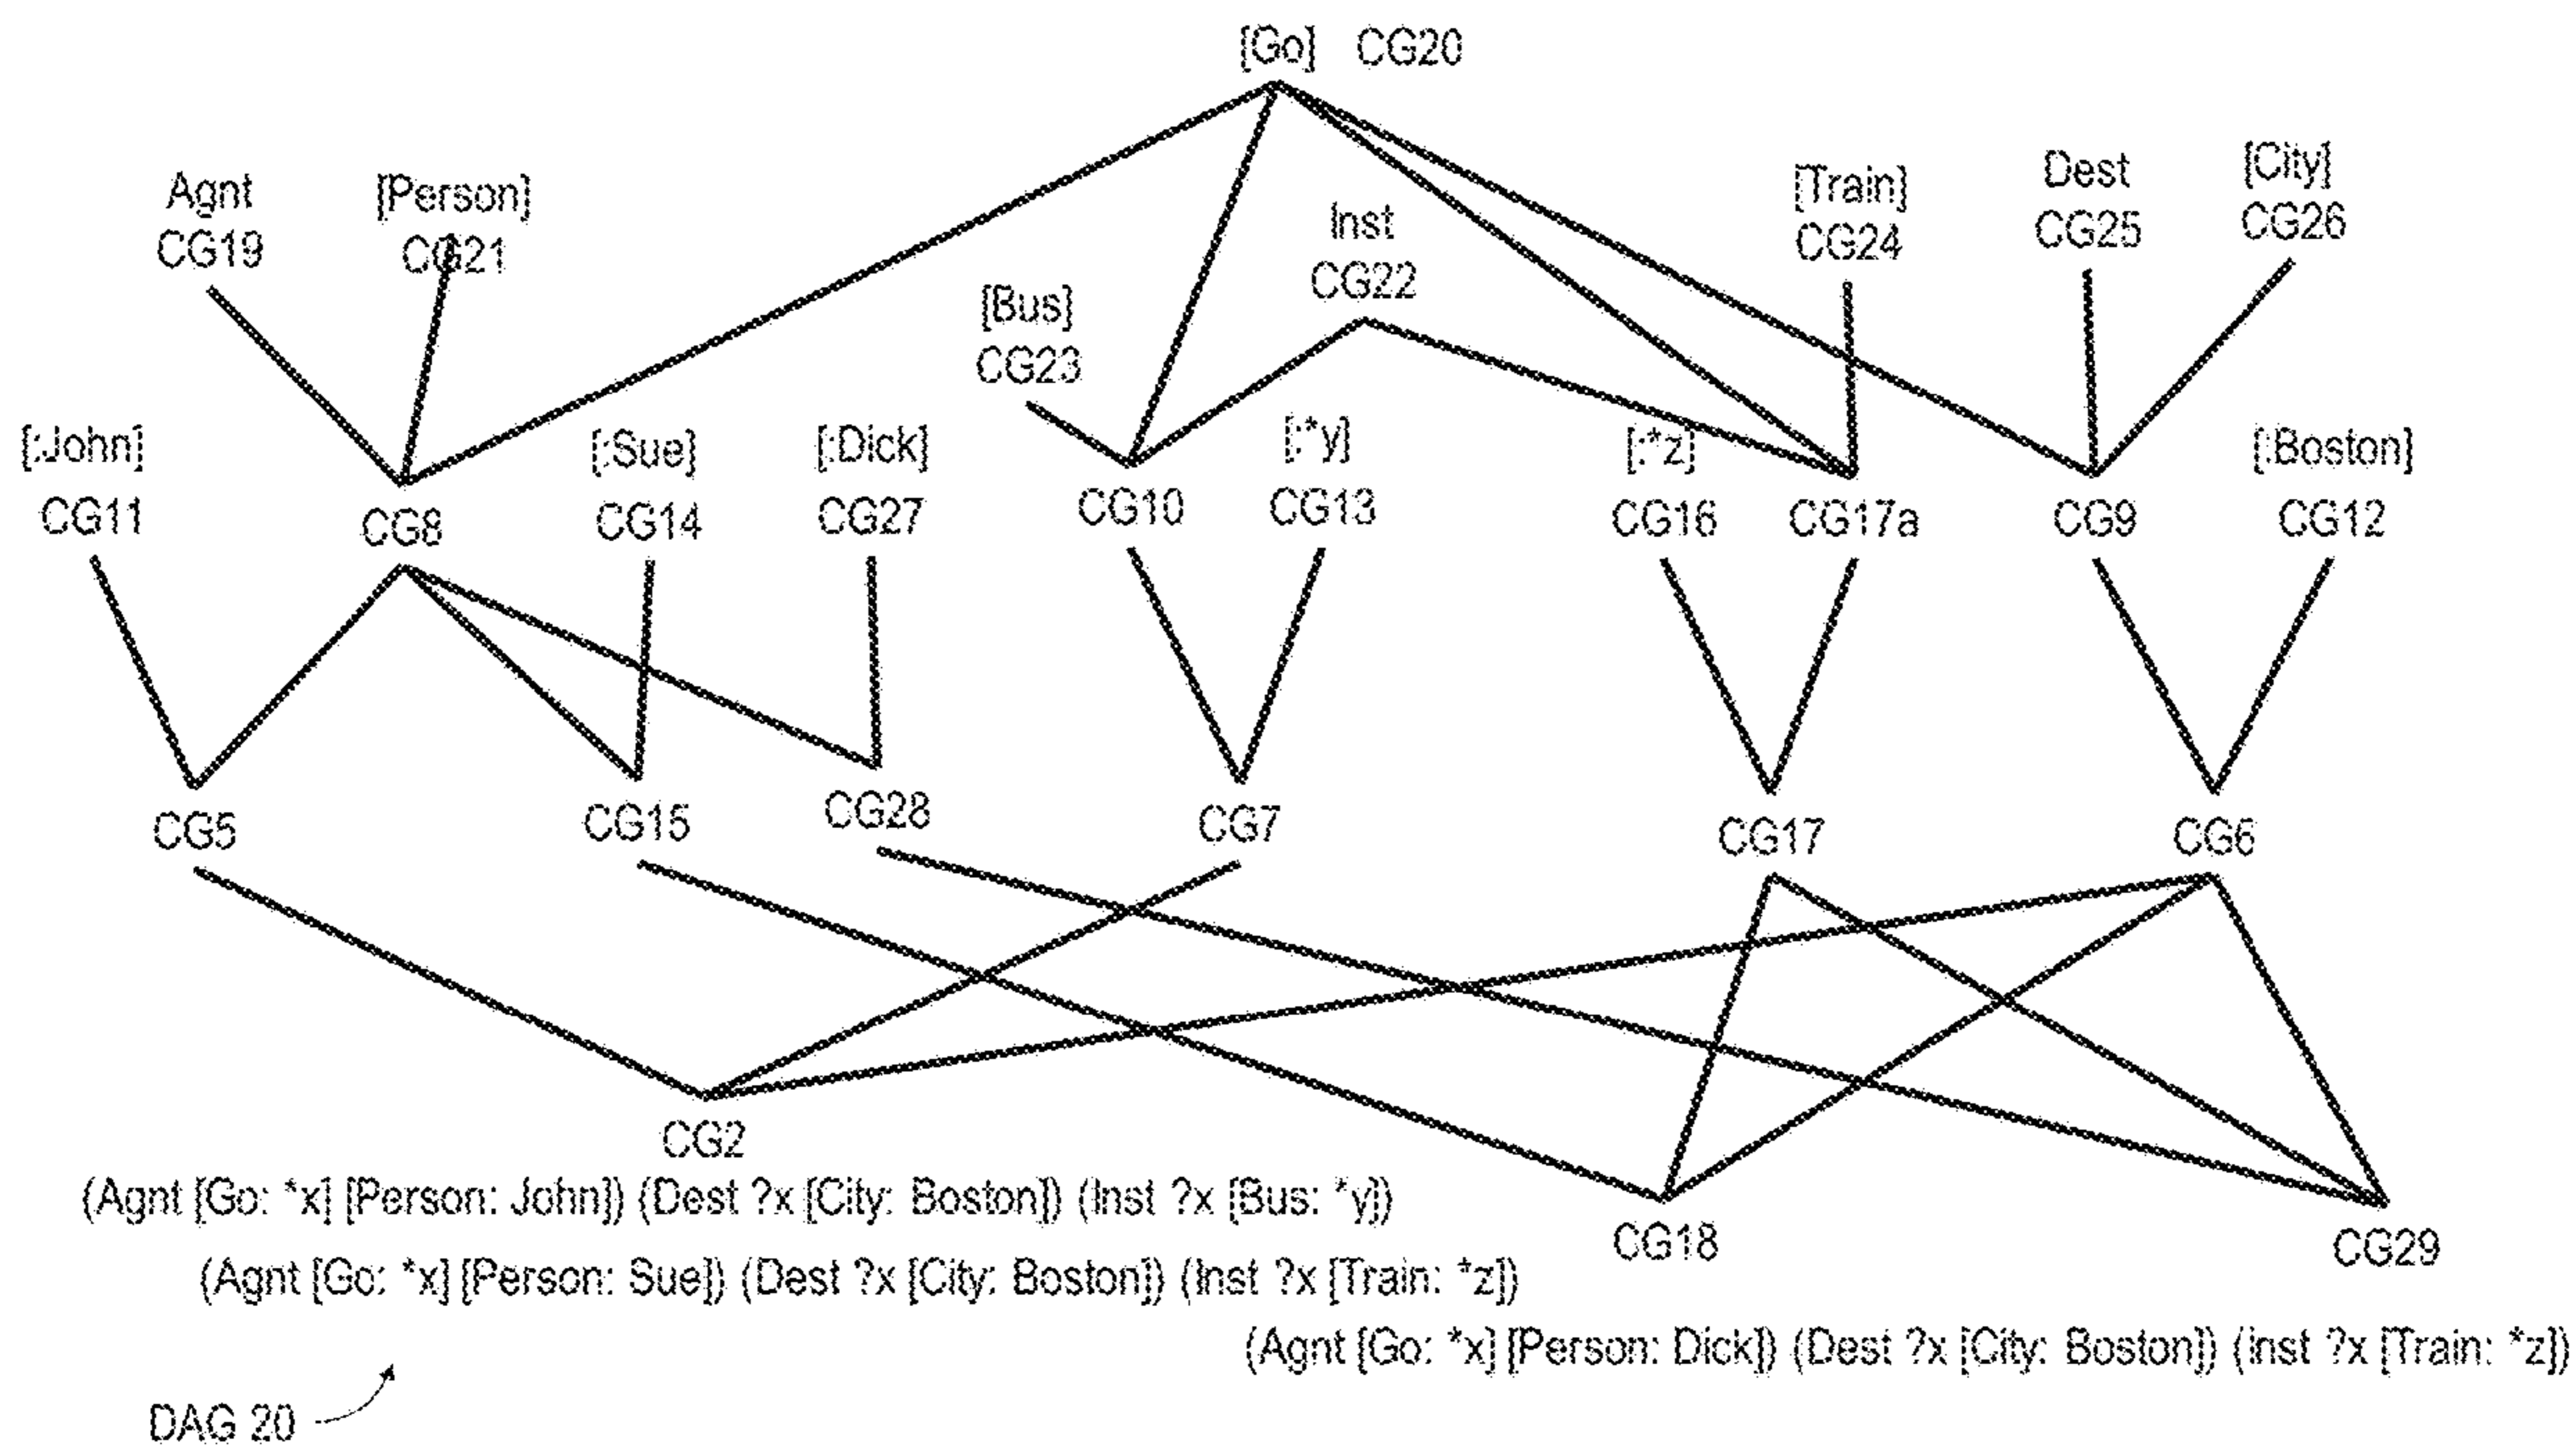 [Go] CG20
Agnt
CG19
[Person]
CG21
Inst
CG22
[Train]
CG24
Dest
CG25
[City]
CG26
[Bus]
CG23
[:John]
CG11
CG8
[:Sue]
CG14
[:Dick]
CG27
CG10
[:*y]
CG13
[:*z]
CG16
CG17a
CG9
[:Boston]
CG12
CG5
CG15
CG28
CG7
CG17
CG6
CG2
(Agnt [Go: *x] [Person: John]) (Dest ?x [City: Boston]) (Inst ?x [Bus: *y])
CG18
CG29
(Agnt [Go: *x] [Person: Sue]) (Dest ?x [City: Boston]) (Inst ?x [Train: *z])
(Agnt [Go: *x] [Person: Dick]) (Dest ?x [City: Boston]) (Inst ?x [Train: *z])
DAG 20